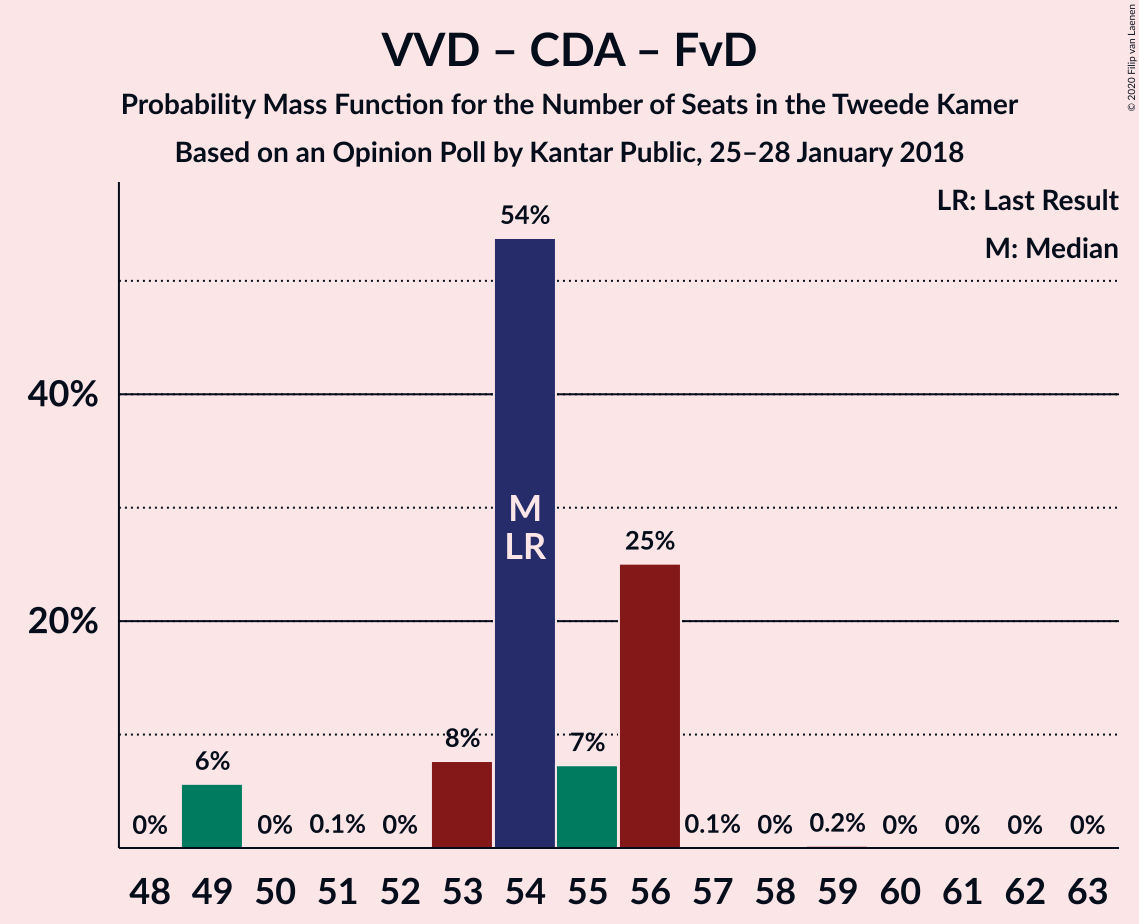 VVD – CDA – FvD
Probability Mass Function for the Number of Seats in the Tweede Kamer
Based on an Opinion Poll by Kantar Public, 25–28 January 2018
© 2020 Filip van Laenen
LR: Last Result
M: Median
40%
20%
0%
6%
0%
0.1%
0%
8%
54%
7%
25%
0.1%
0%
0.2%
0%
0%
0%
0%
M
LR
48 49 50 51 52 53 54 55 56 57 58 59 60 61 62 63